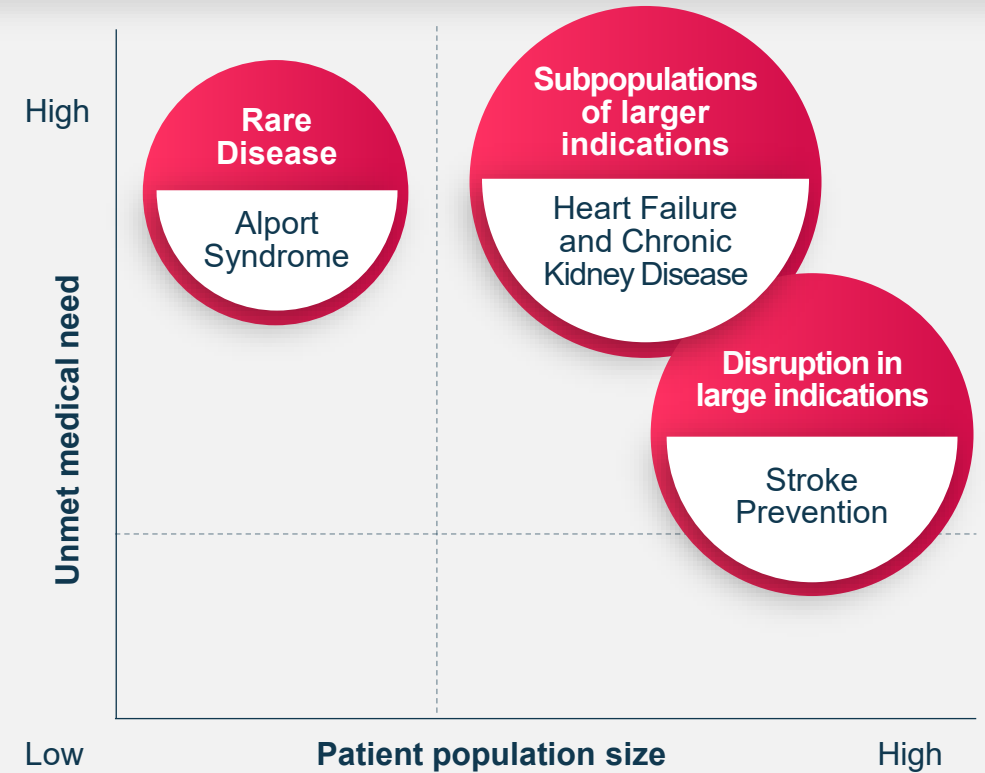 High
Rare
Disease
Alport
Syndrome
Subpopulations
of larger
indications
Heart Failure
and Chronic
Kidney Disease
Disruption in
large indications
Stroke
Prevention
Unmet medical need
Low
Patient population size
High